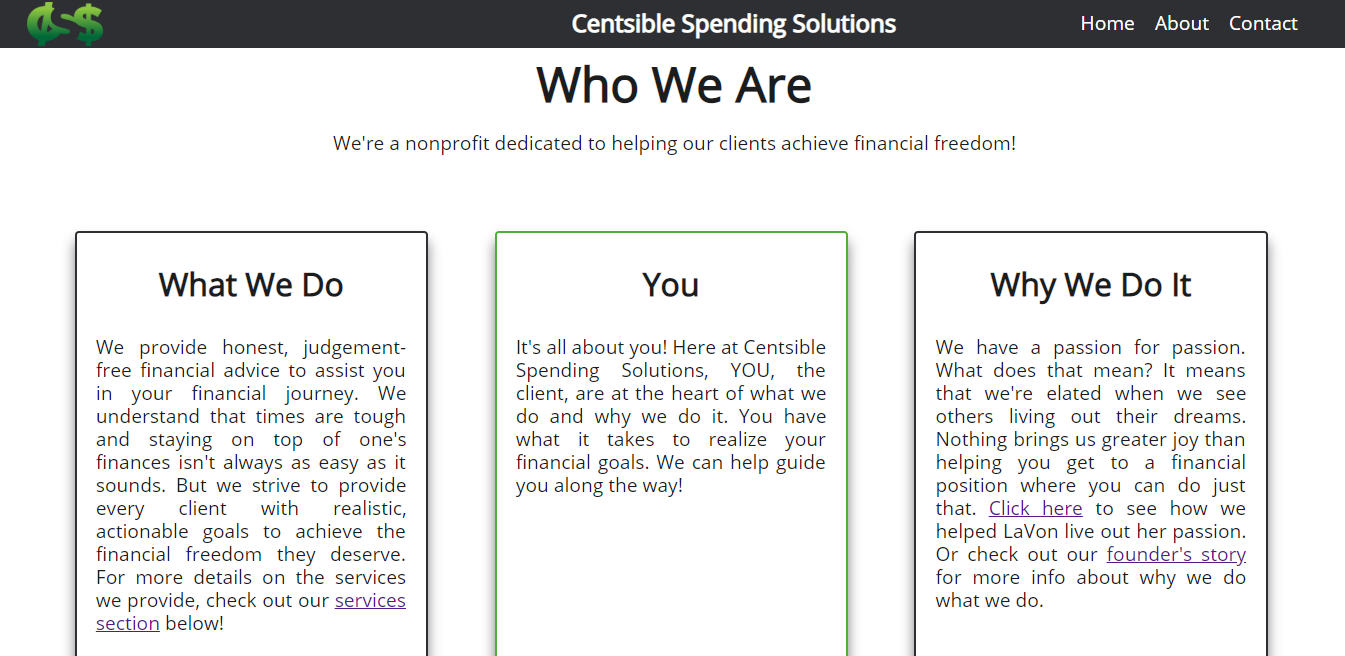 Centsible Spending Solutions
Home About Contact
Who We Are
We're a nonprofit dedicated to helping our clients achieve financial freedom!
What We Do
We provide honest, judgement-
free financial advice to assist you
in your financial journey. We
understand that times are tough
and staying on top of one's
finances isn't always as easy as it
sounds. But we strive to provide
every client with realistic,
actionable goals to achieve the
financial freedom they deserve.
For more details on the services
we provide, check out our services
section below!
You
It's all about you! Here at Centsible
Spending Solutions, YOU, the
client, are at the heart of what we
do and why we do it. You have
what it takes to realize your
financial goals. We can help guide
you along the way!
Why We Do It
We have a passion for passion.
What does that mean? It means
that we're elated when we see
others living out their dreams.
Nothing brings us greater joy than
helping you get to a financial
position where you can do just
that. Click here to see how we
helped LaVon live out her passion.
Or check out our founder's story
for more info about why we do
what we do.